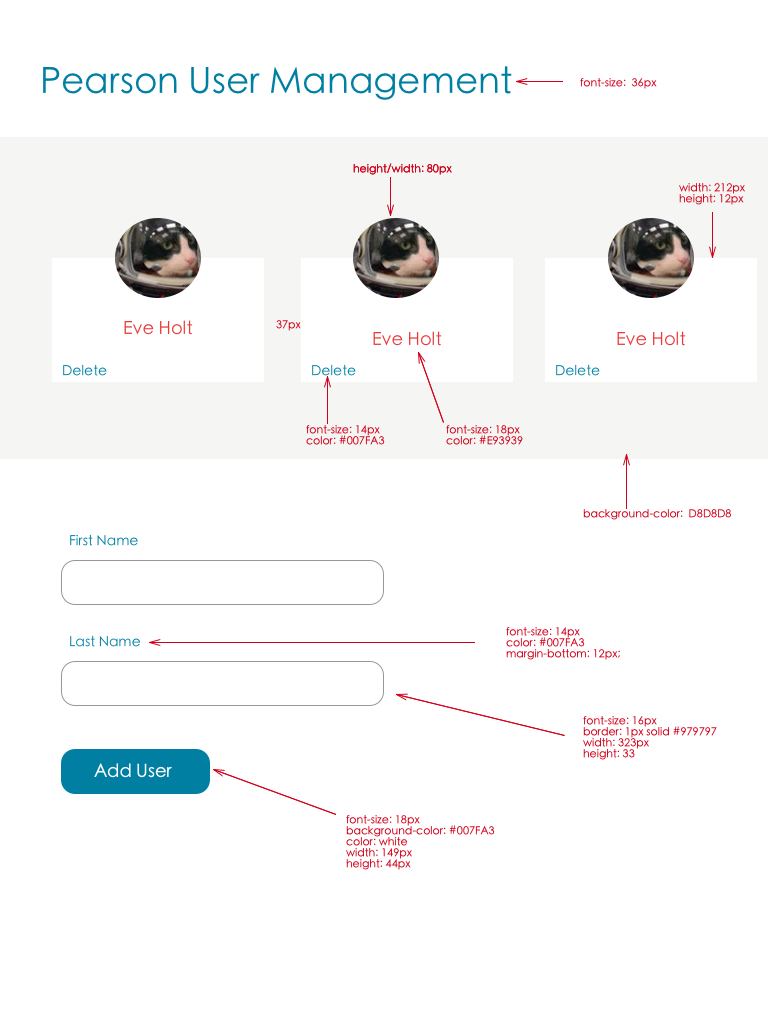 Pearson User Management
font-size:  36px
height/width: 80px
width: 212px
height: 12px
Eve Holt
37px
Eve Holt
Eve Holt
Delete
Delete
Delete
font-size: 14px
color: #007FA3
font-size: 18px
color: #E93939
background-color:  D8D8D8
First Name
Last Name
font-size: 14px
color: #007FA3
margin-bottom: 12px;
font-size: 16px
border: 1px solid #979797
width: 323px
height: 33
Add User
font-size: 18px
background-color: #007FA3
color: white
width: 149px
height: 44px